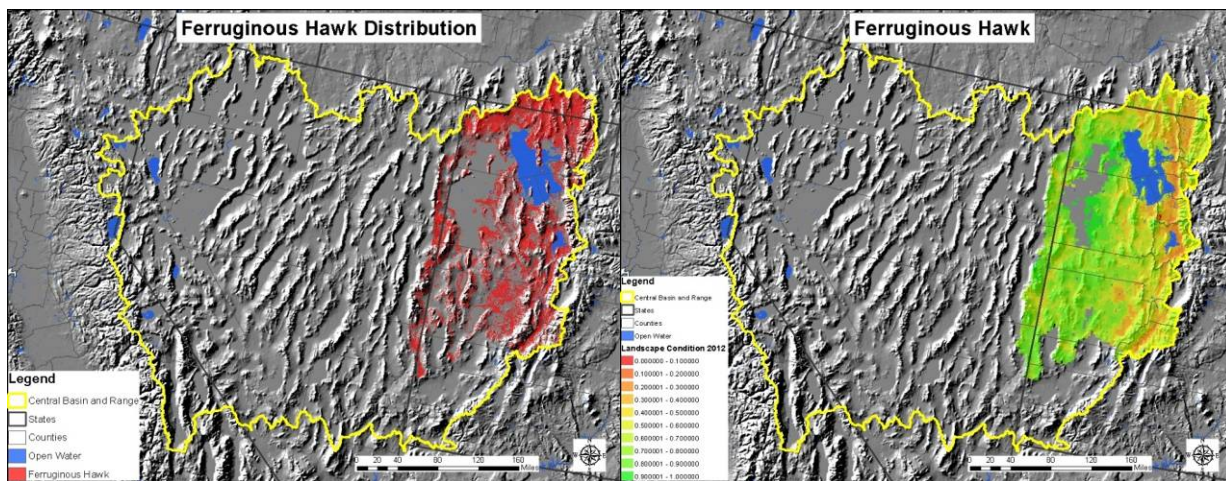 Ferruginous Hawk Distribution
Legend
Central Basin and Range
States
Counties
Open Water
Ferruginous Hawk
0 20 40 80 120 160
Miles
Ferruginous Hawk
Legend
Central Basin and Range
States
Counties
Open Water
Landscape Condition 2012
0.000000 - 0.100000
0.100001 - 0.200000
0.200001 - 0.300000
0.300001 - 0.400000
0.400001 - 0.500000
0.500001 - 0.600000
0.600001 - 0.700000
0.700001 - 0.800000
0.800001 - 0.900000
0.900001 - 1.000000
0 20 40 80 120 160
Miles